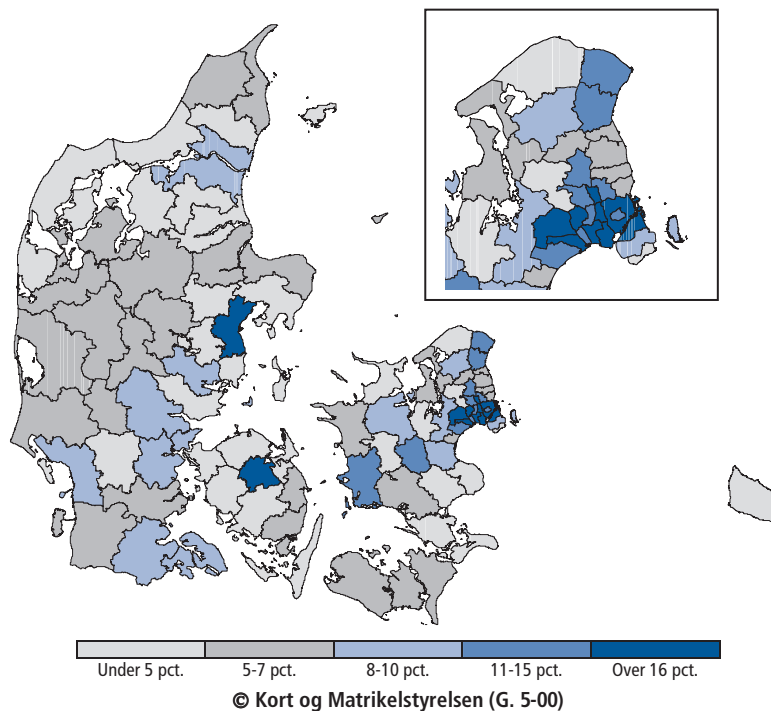 Under 5 pct. 5-7 pct. 8-10 pct. 11-15 pct. Over 16 pct.
© Kort og Matrikelstyrelsen (G. 5-00)